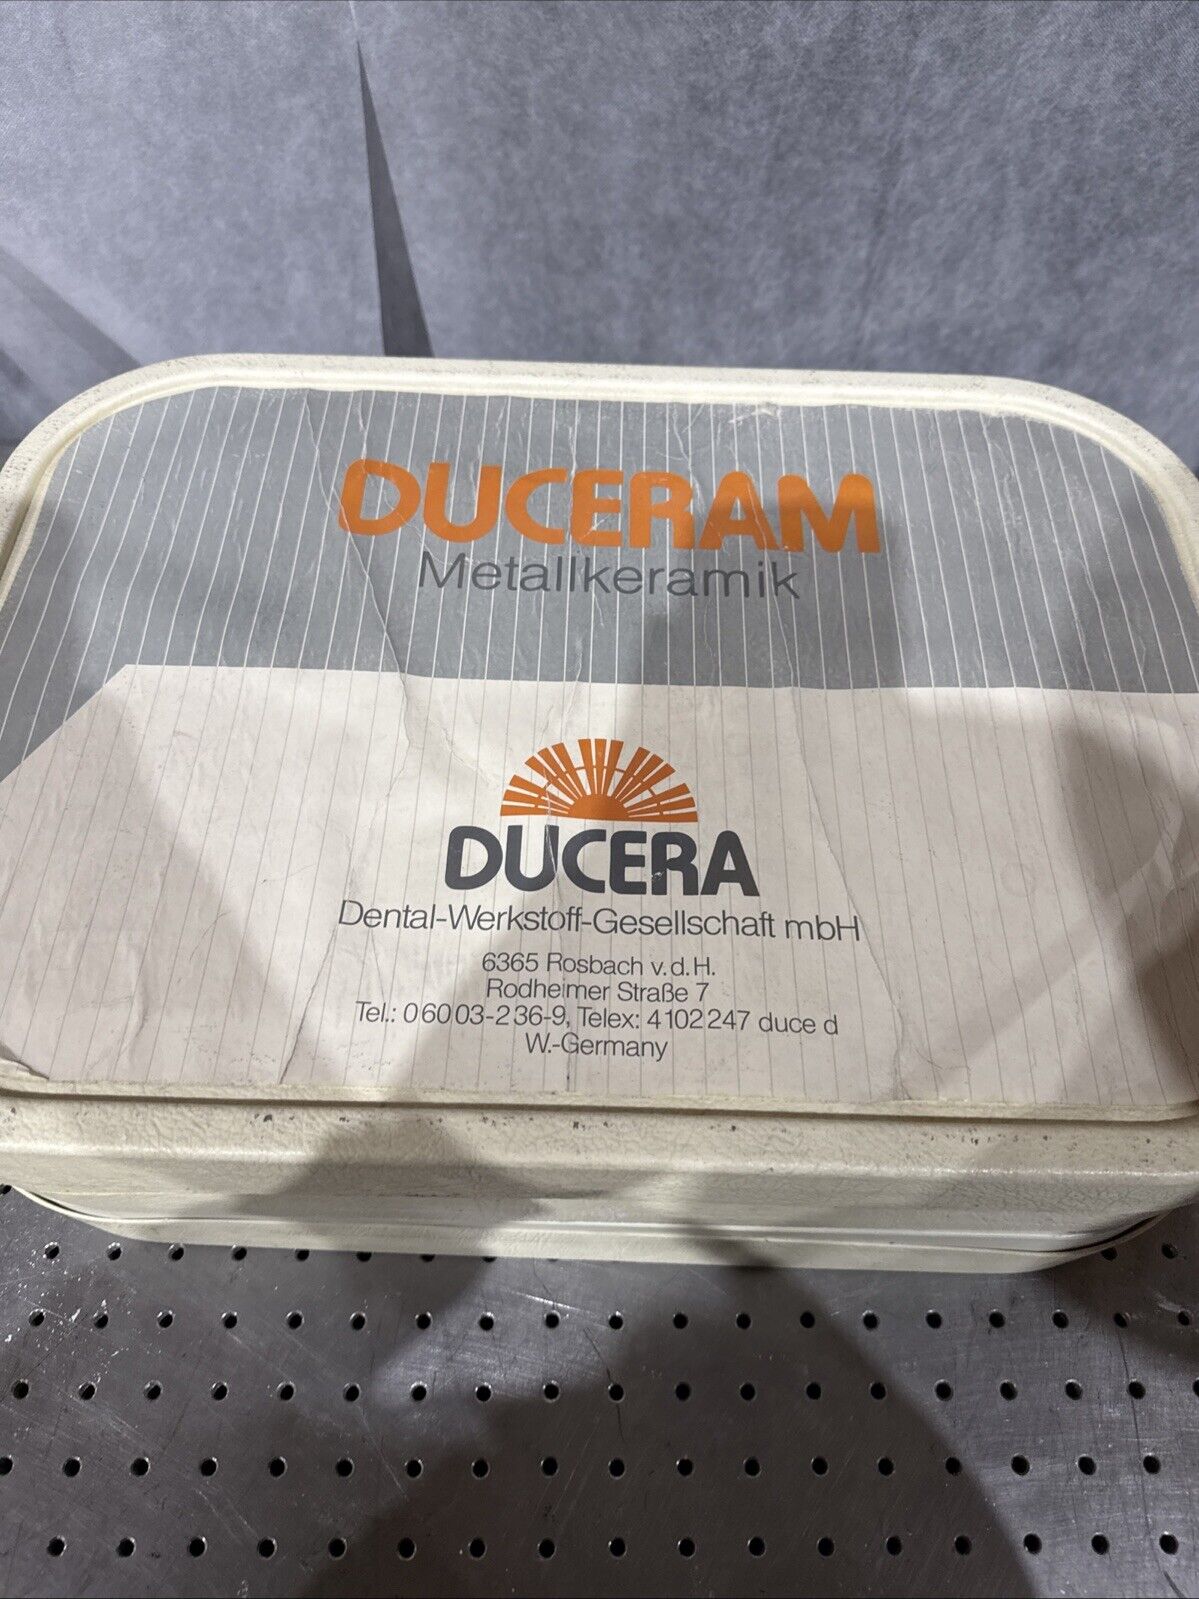 DUCERAM
Metallkeramik
DUCERA
Dental-Werkstoff-Gesellschaft mbH
6365 Rosbach v.d.H.
Rodheimer Straße 7
Tel.: 06003-236-9, Telex: 4102247 duce d
W.-Germany